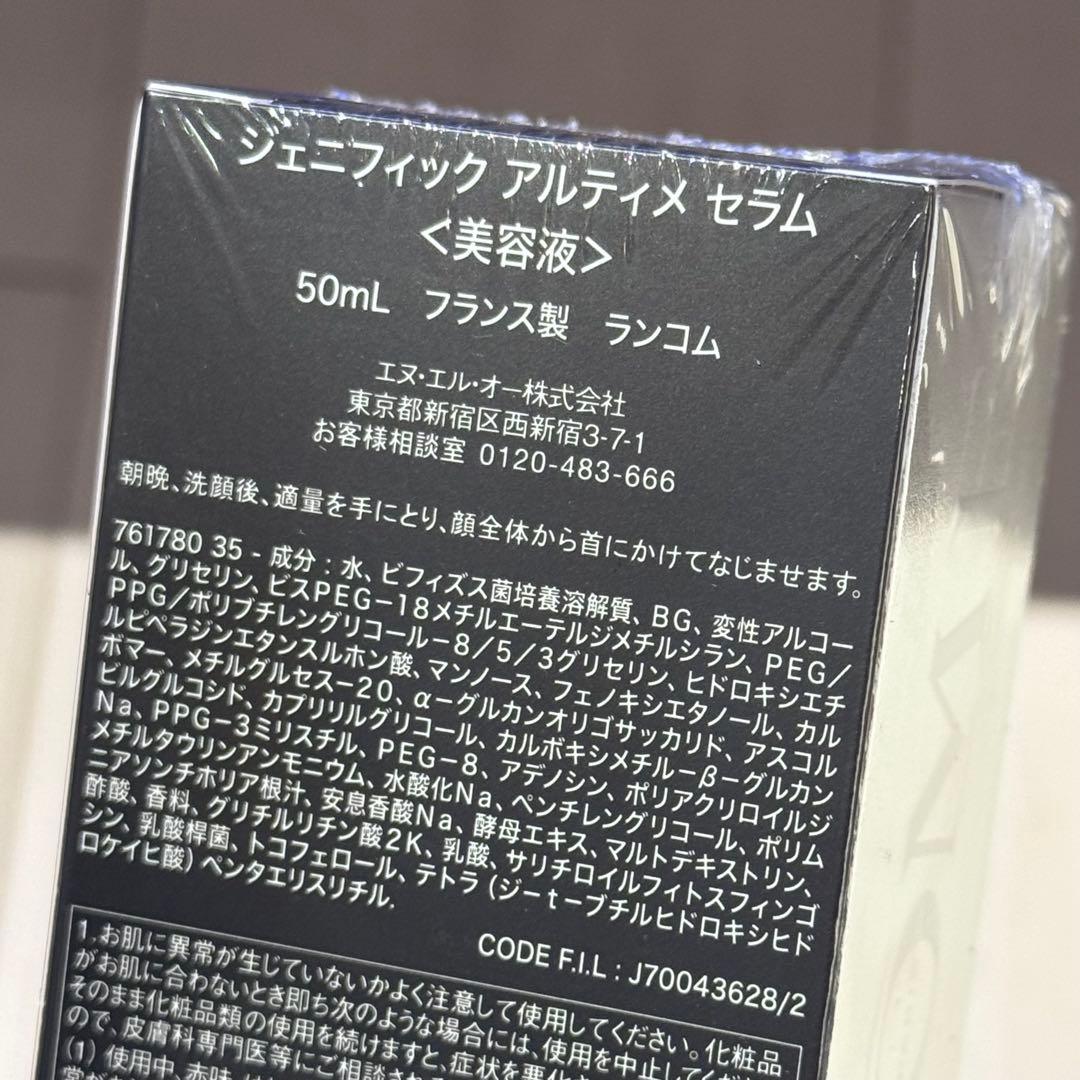 ジェニフィック アルティメ セラム
<美容液>
50mL　フランス製　ランコム
エヌ・エル・オー株式会社
東京都新宿区西新宿3-7-1
お客様相談室 0120-483-666
朝晩、洗顔後、適量を手にとり、顔全体から首にかけてなじませます。
761780 35 - 成分 : 水、ビフィズス菌培養溶解質、BG、変性アルコー
ル、グリセリン、ビスPEG－18メチルエーテルジメチルシラン、PEG/
PPG/ポリブチレングリコール－8/5/3グリセリン、ヒドロキシエチ
ルピペラジンエタンスルホン酸、マンノース、フェノキシエタノール、カル
ボマー、メチルグルセス－20、α－グルカンオリゴサッカリド、アスコル
ビルグルコシド、カプリリルグリコール、カルボキシメチル－β－グルカン
Na、PPG－3ミリスチル、PEG－8、アデノシン、ポリアクリロイルジ
メチルタウリンアンモニウム、水酸化Na、ペンチレングリコール、ポリム
ニアソンチホリア根汁、安息香酸Na、酵母エキス、マルトデキストリン、
酢酸、香料、グリチルリチン酸2K、乳酸、サリチロイルフィトスフィンゴ
シン、乳酸桿菌、トコフェロール、テトラ(ジーｔーブチルヒドロキシヒド
ロケイヒ酸)ペンタエリスリチル.
CODE F.I.L : J70043628/2
1.お肌に異常が生じていないかよく注意して使用してください。化粧品
がお肌に合わないとき即ち次のような場合には、使用を中止してくだ
そのまま化粧品類の使用を続けますと、症状を悪化
ので、皮膚科専門医等にご相談される
(1) 使用中、赤味